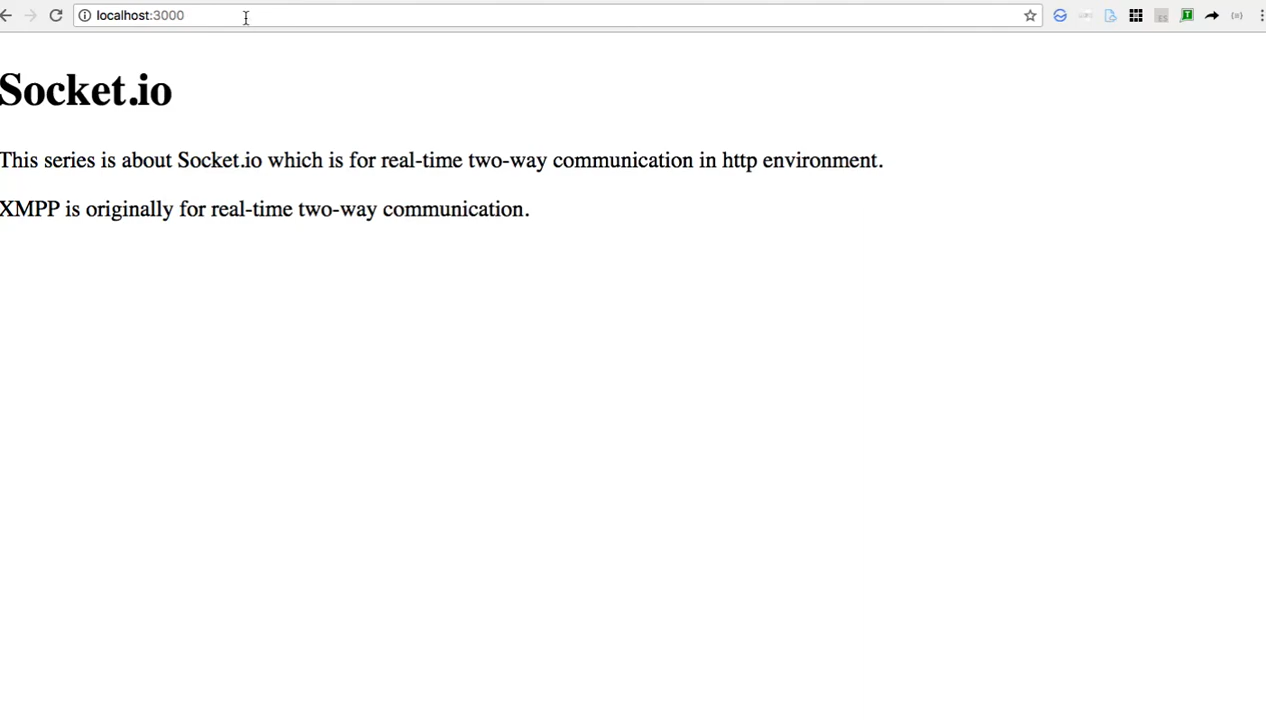 localhost:3000
Socket.io
This series is about Socket.io which is for real-time two-way communication in http environment.
XMPP is originally for real-time two-way communication.